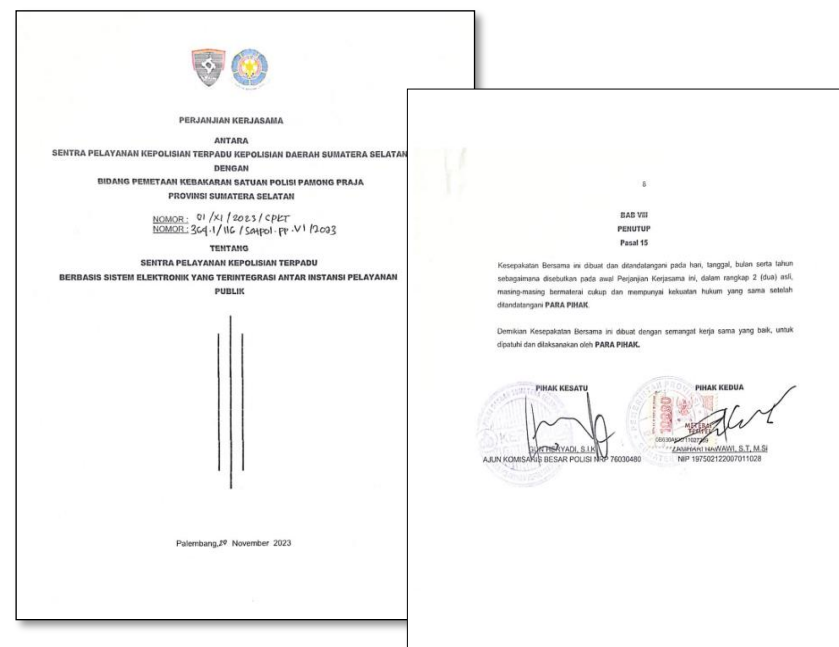 PERJANJIAN KERJASAMA
ANTARA
SENTRA PELAYANAN KEPOLISIAN TERPADU KEPOLISIAN DAERAH SUMATERA SELATAN
DENGAN
BIDANG PEMETAAN KEBAKARAN SATUAN POLISI PAMONG PRAJA
PROVINSI SUMATERA SELATAN
NOMOR : 01 /XI /2023/
NOMOR : 364.1/116 / Satpol.pp.VI /2023
TENTANG
SENTRA PELAYANAN KEPOLISIAN TERPADU
BERBASIS SISTEM ELEKTRONIK YANG TERINTEGRASI ANTAR INSTANSI PELAYANAN
PUBLIK
Palembang, November 2023
8
BAB VIII
PENUTUP
Pasal 15
Kesepakatan Bersama ini dibuat dan ditandatangani pada hari, tanggal, bulan serta tahun
sebagaimana disebutkan pada awal Perjanjian Kerjasama ini, dalam rangkap 2 (dua) asli,
masing-masing bermaterai cukup dan mempunyai kekuatan hukum yang sama setelah
ditandatangani PARA PIHAK.
Demikian Kesepakatan Bersama ini dibuat dengan semangat kerja sama yang baik, untuk
dipatuhi dan dilaksanakan oleh PARA PIHAK.
PIHAK KESATU
PIHAK KEDUA
10000
METERAI
TEMPEL
S.I.K
AJUN KOMISARIS BESAR POLISI NRP 76030480
HAWAWI, S.T, M.Si
NIP 197502122007011028